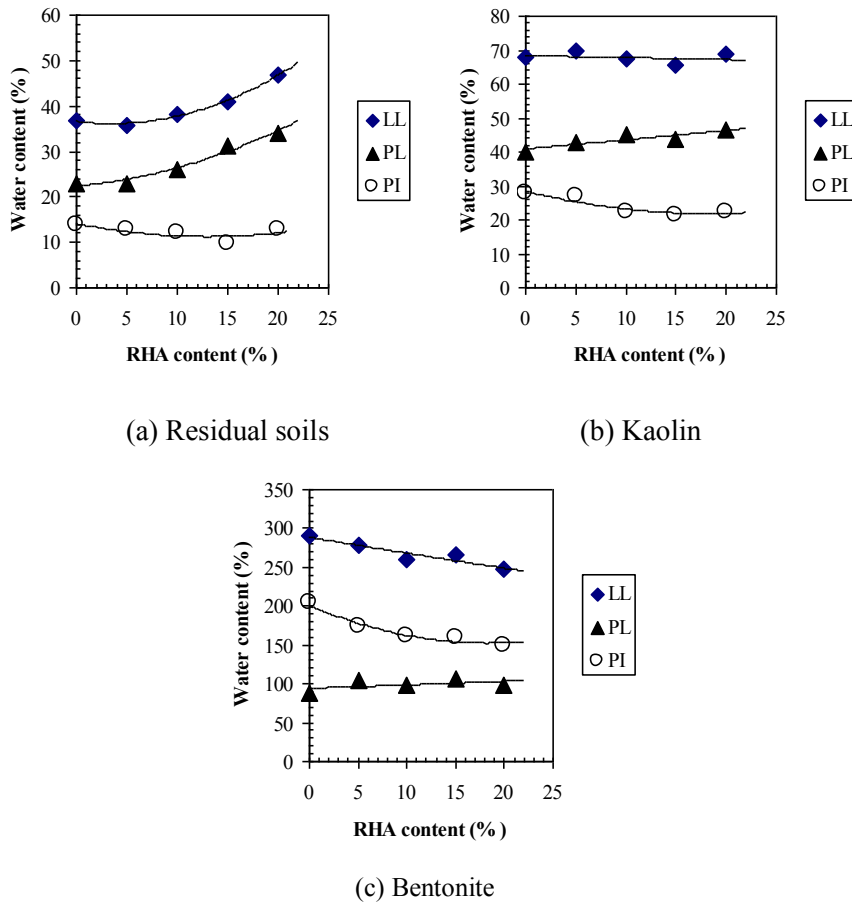 60
50
40
30
20
10
0
Water content (%)
0 5 10 15 20 25
RHA content (%)
LL
PL
PI
(a) Residual soils
80
70
60
50
40
30
20
10
0
Water content (%)
0 5 10 15 20 25
RHA content (%)
LL
PL
PI
(b) Kaolin
350
300
250
200
150
100
50
0
Water content (%)
0 5 10 15 20 25
RHA content (%)
LL
PL
PI
(c) Bentonite